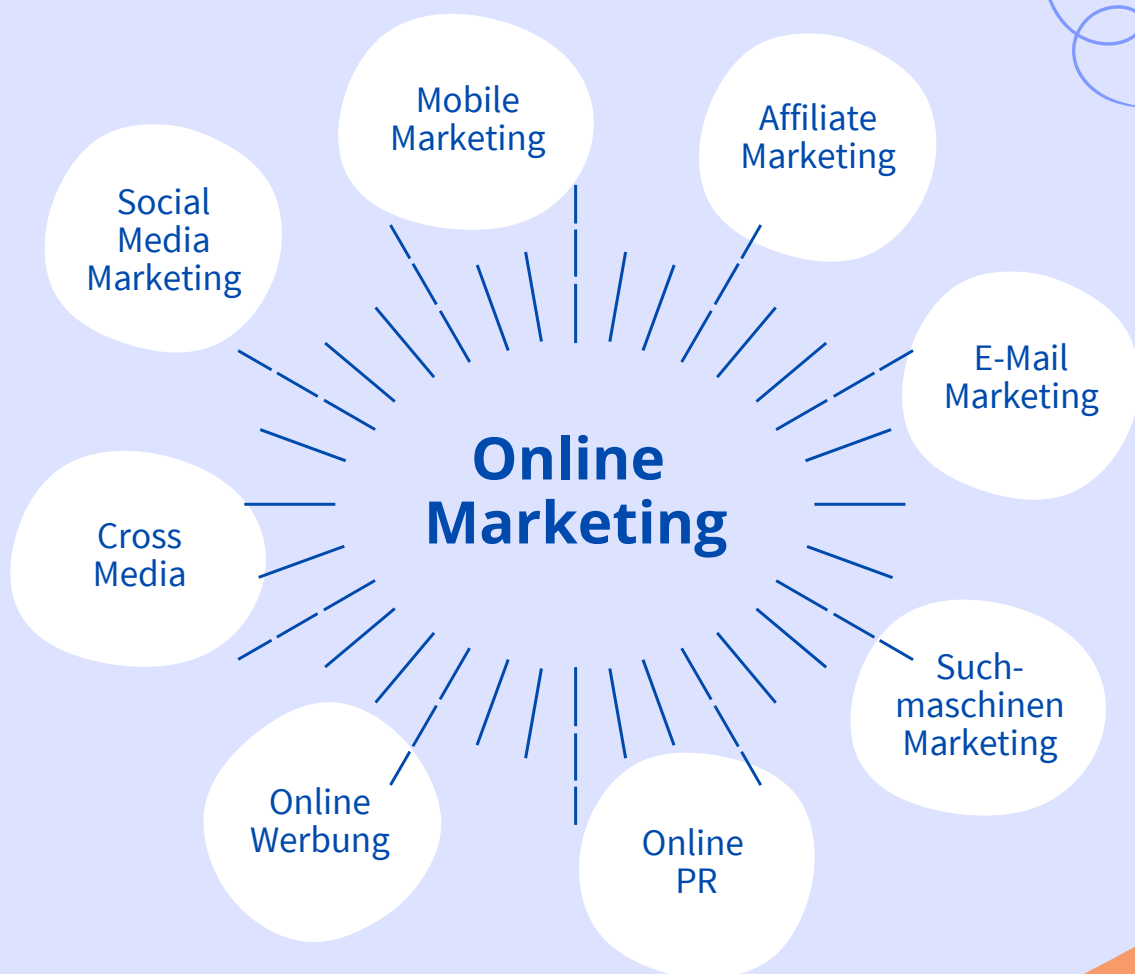 Mobile
Marketing
Affiliate
Marketing
Social
Media
Marketing
E-Mail
Marketing
Online
Marketing
Cross
Media
Such-
maschinen
Marketing
Online
Werbung
Online
PR